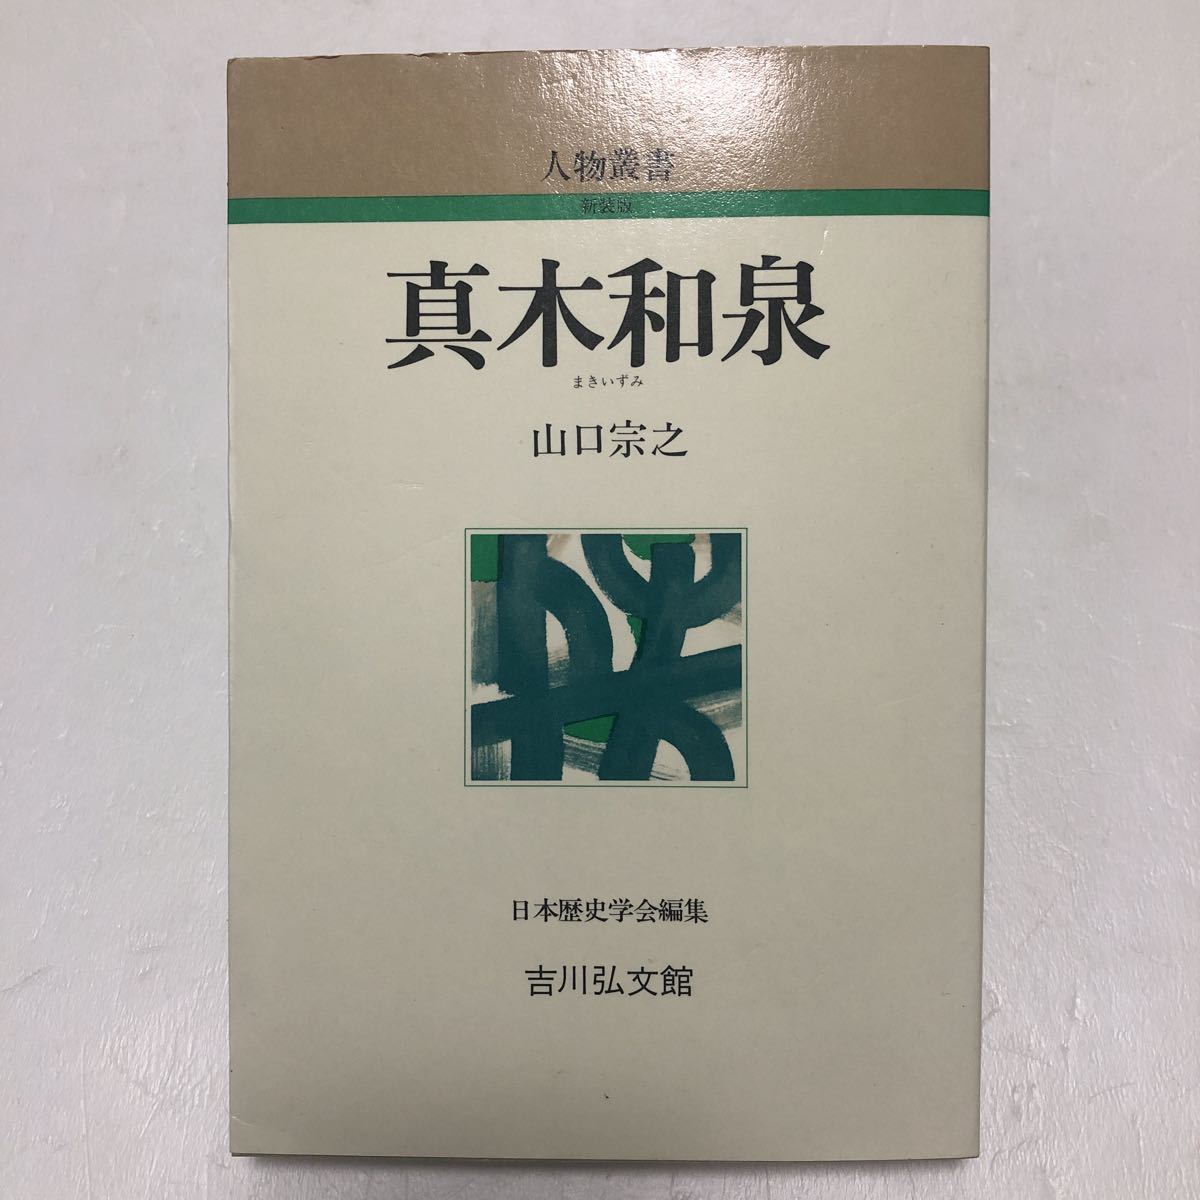 人物叢書
新装版
真木和泉
まきいずみ
山口宗之
日本歴史学会編集
吉川弘文館